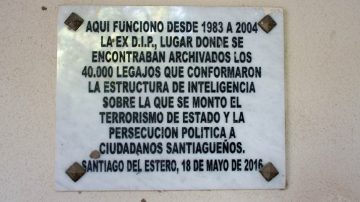 AQUI FUNCIONO DESDE 1983 A 2004
LA EX D.I.P., LUGAR DONDE SE
ENCONTRABAN ARCHIVADOS LOS
40.000 LEGAJOS QUE CONFORMARON
LA ESTRUCTURA DE INTELIGENCIA
SOBRE LA QUE SE MONTO EL
TERRORISMO DE ESTADO Y LA
PERSECUCION POLITICA A
CIUDADANOS SANTIAGUEÑOS.
SANTIAGO DEL ESTERO, 18 DE MAYO DE 2016